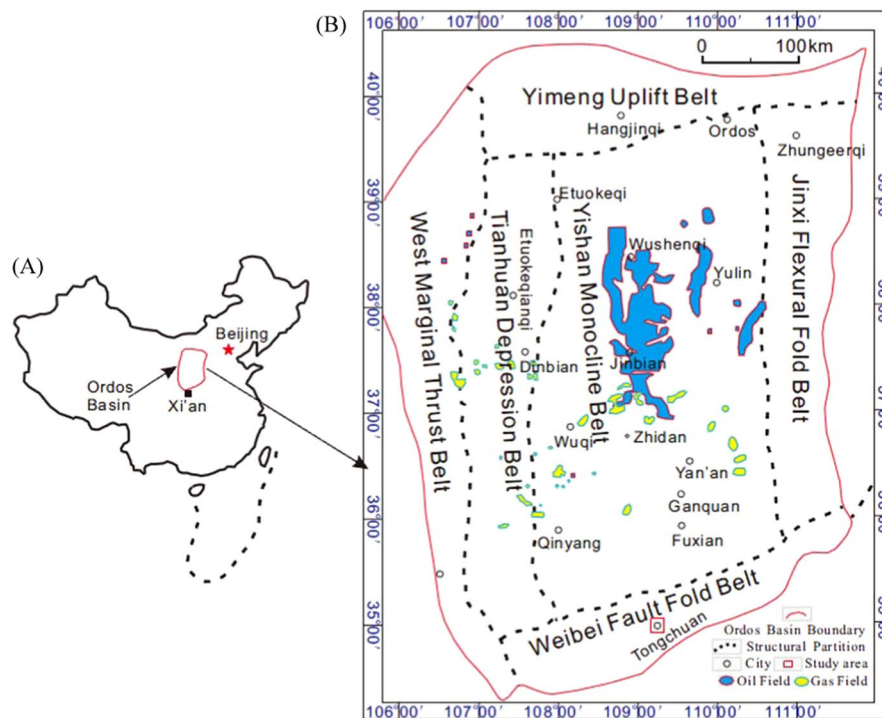 (A)
Beijing
Ordos
Basin
Xi'an
(B)
106°00' 107°00' 108°00' 109°00' 110°00' 111°00'
0 100km
40°00'
39°00'
38°00'
37°00'
36°00'
35°00'
Yimeng Uplift Belt
Hangjinqi
Ordos
Zhungeerqi
Etuokeqi
West Marginal Thrust Belt
Tianhuan Depression Belt
Etuokeqianqi
Yishan Monocline Belt
Jinxi Flexural Fold Belt
Wushenqi
Yulin
Dinbian
Jinbian
Wuqi
Zhidan
Yan'an
Ganquan
Qinyang
Fuxian
Weibei Fault Fold Belt
Tongchuan
Ordos Basin Boundary
Structural Partition
City Study area
Oil Field Gas Field
106°00' 107°00' 108°00' 109°00' 110°00' 111°00'